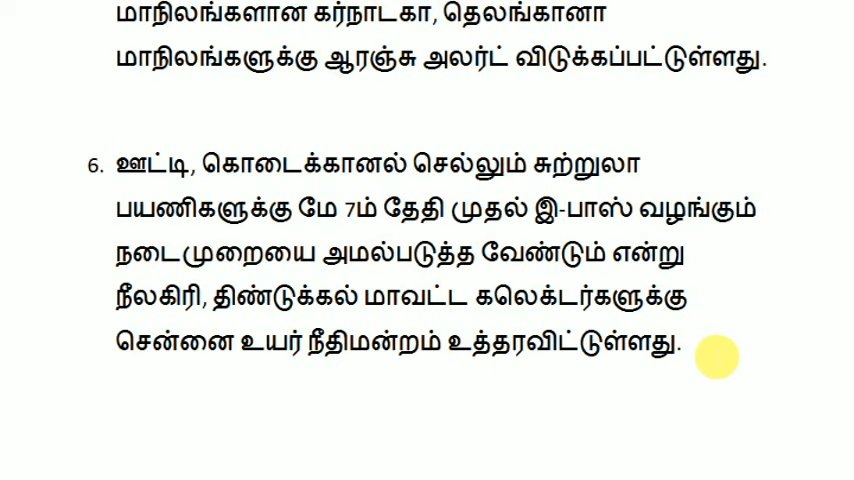 மாநிலங்களான கர்நாடகா, தெலங்கானா
மாநிலங்களுக்கு ஆரஞ்சு அலர்ட் விடுக்கப்பட்டுள்ளது.
6. ஊட்டி, கொடைக்கானல் செல்லும் சுற்றுலா
பயணிகளுக்கு மே 7ம் தேதி முதல் இ-பாஸ் வழங்கும்
நடைமுறையை அமல்படுத்த வேண்டும் என்று
நீலகிரி, திண்டுக்கல் மாவட்ட கலெக்டர்களுக்கு
சென்னை உயர் நீதிமன்றம் உத்தரவிட்டுள்ளது.